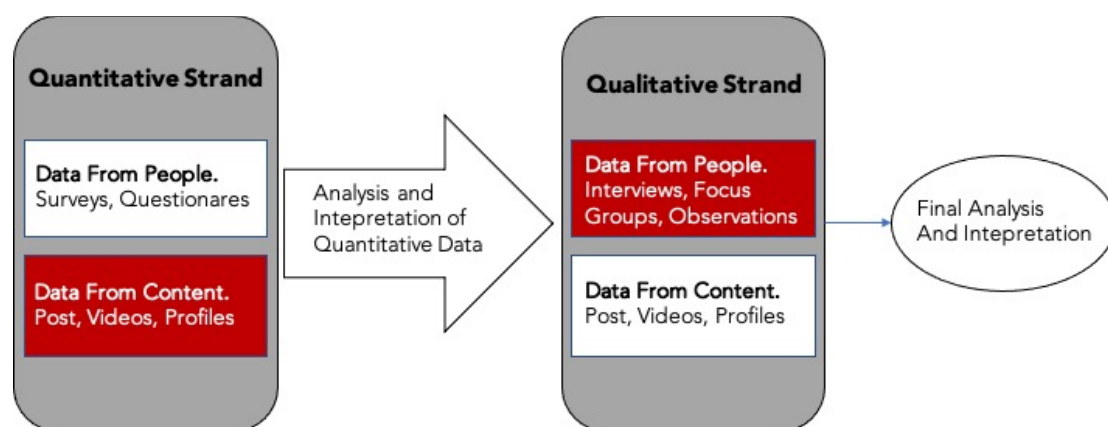 Quantitative Strand
Data From People.
Surveys, Questionares
Data From Content.
Post, Videos, Profiles
Analysis and
Intepretation of
Quantitative Data
Qualitative Strand
Data From People.
Interviews, Focus
Groups, Observations
Data From Content.
Post, Videos, Profiles
Final Analysis
And Intepretation